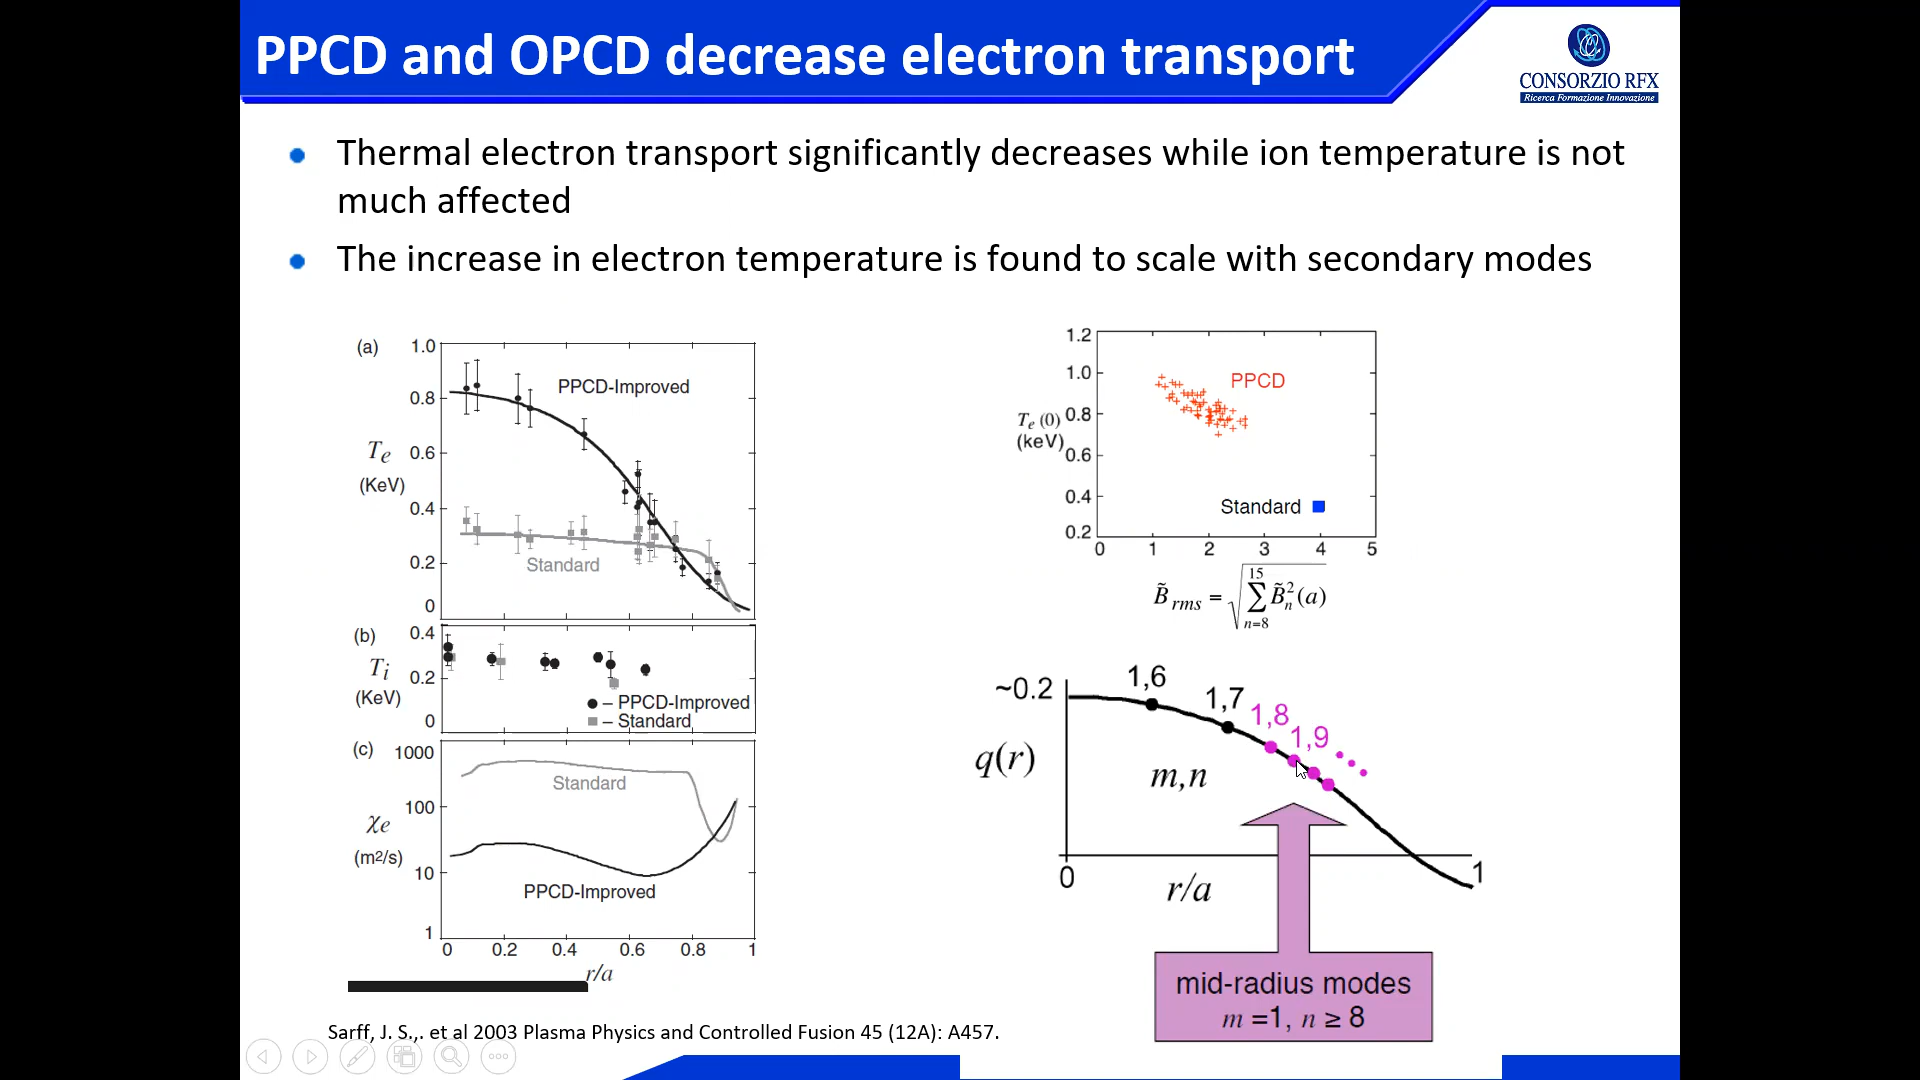 PPCD and OPCD decrease electron transport
CONSORZIO RFX
Ricerca Formazione Innovazione
Thermal electron transport significantly decreases while ion temperature is not
much affected
The increase in electron temperature is found to scale with secondary modes
(a)
1.0
0.8
0.6
0.4
0.2
0
Te
(KeV)
PPCD-Improved
Standard
(b)
0.4
0.2
0
Ti
(KeV)
– PPCD-Improved
– Standard
(c)
1000
100
10
1
χe
(m2/s)
Standard
PPCD-Improved
0 0.2 0.4 0.6 0.8 1
r/a
1.2
1.0
0.8
0.6
0.4
0.2
Te (0)
(keV)
PPCD
Standard
0 1 2 3 4 5
B̃rms = √∑15n=8 B̃n2(a)
~0.2
q(r)
1,6
1,7
1,8
1,9
m,n
0
r/a
1
mid-radius modes
m =1, n ≥ 8
Sarff, J. S.,. et al 2003 Plasma Physics and Controlled Fusion 45 (12A): A457.